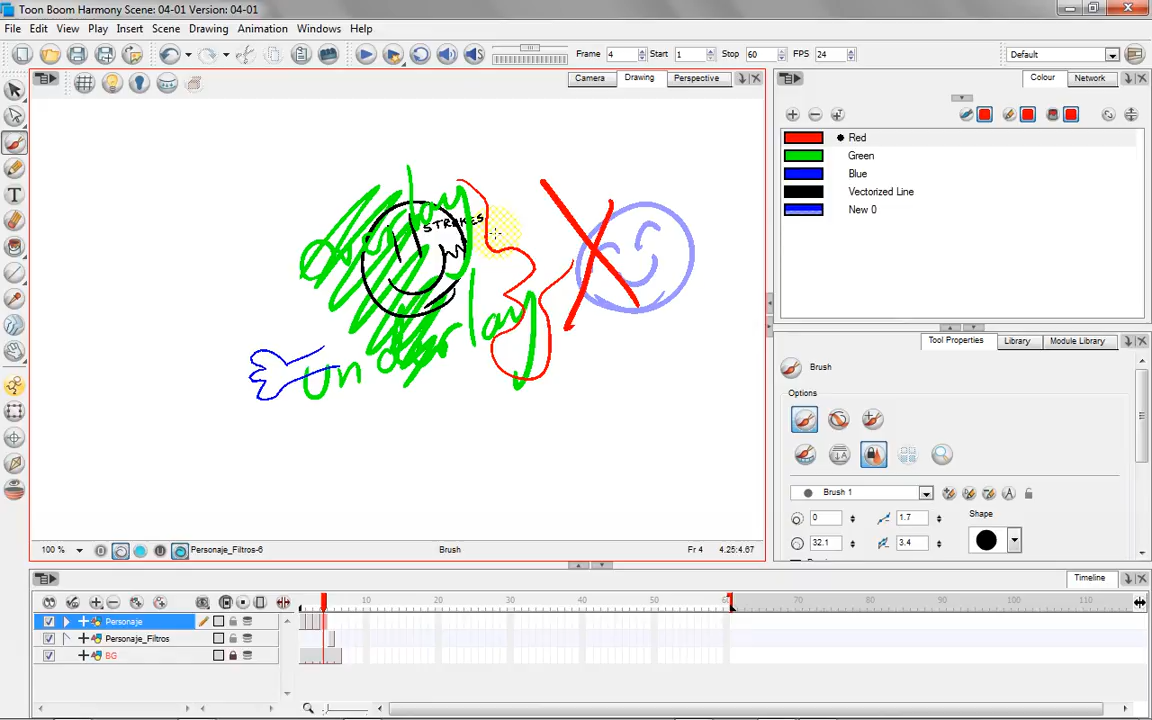 Toon Boom Harmony Scene: 04-01 Version: 04-01
File Edit View Play Insert Scene Drawing Animation Windows Help
Frame 4 Start 1 Stop 60 FPS 24 Default
Camera Drawing Perspective
Colour Network
Red
Green
Blue
Vectorized Line
New 0
overlay
STROKES
underlay
Tool Properties Library Module Library
Brush
Options
Brush 1
0 1.7 Shape
32.1 3.4
100 % Personaje_Filtros-6 Brush Fr 4 4.25:4.67
Timeline
10 20 30 40 50 60 70 80 90 100 110
Personaje
Personaje_Filtros
BG